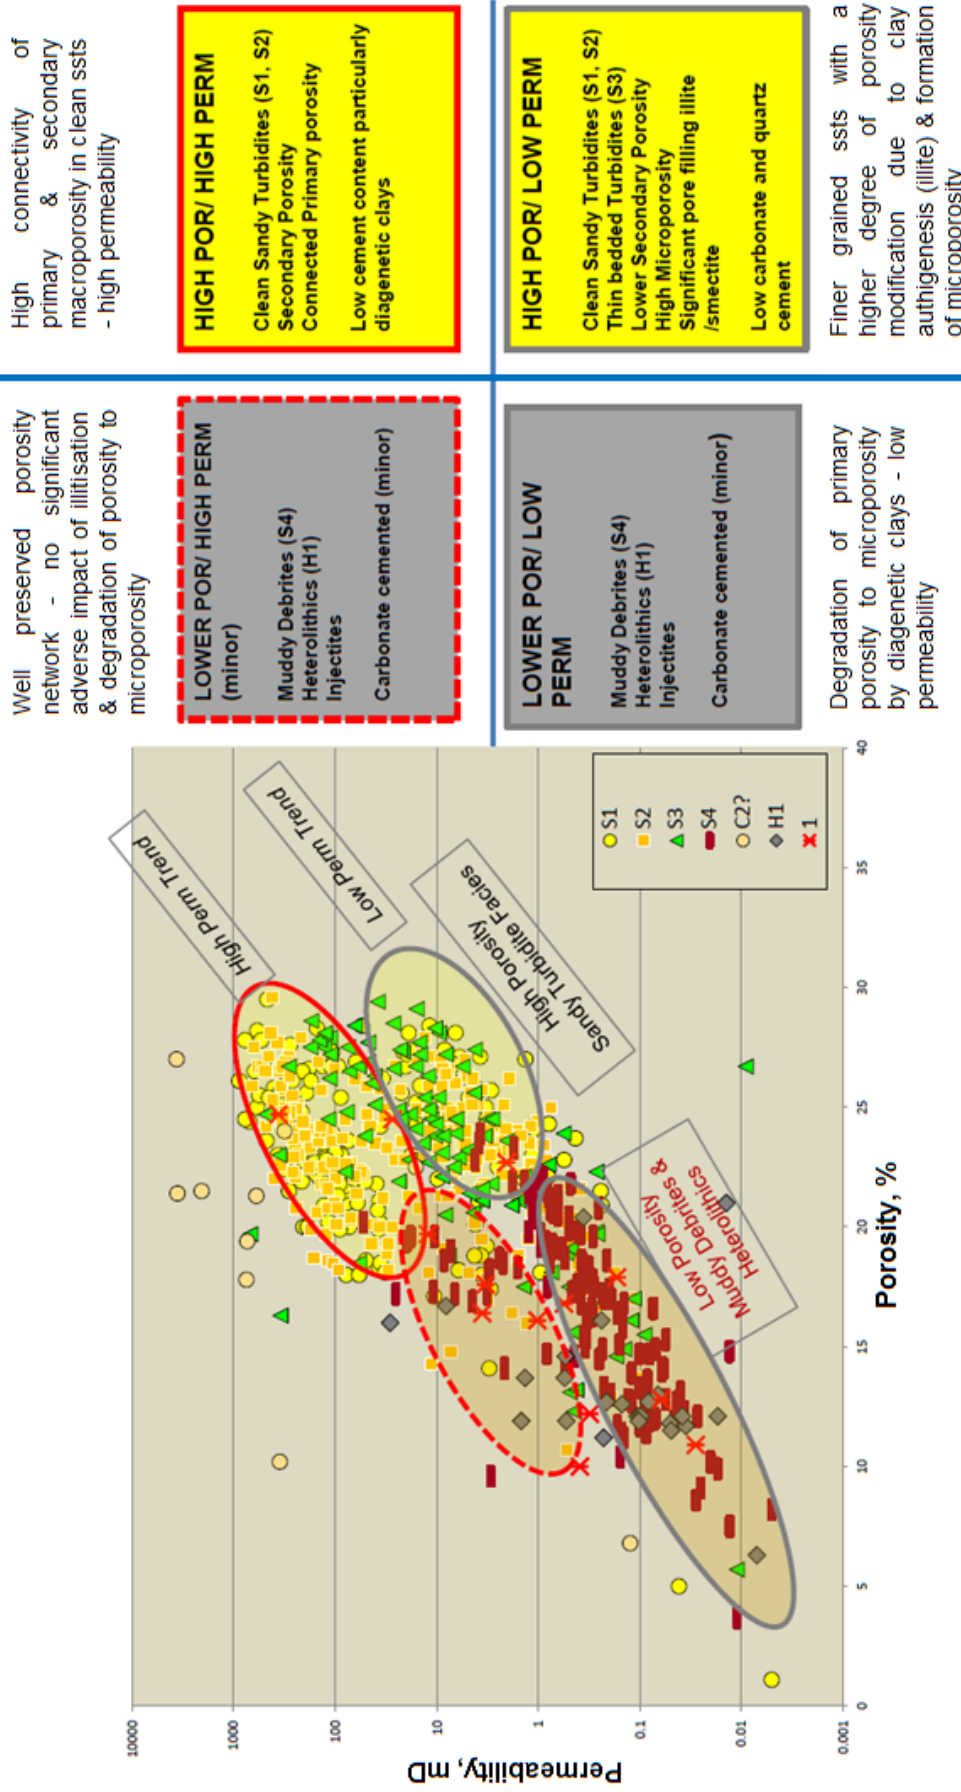 High Perm Trend
Low Perm Trend
High Porosity
Sandy Turbidite Facies
Low Porosity
Muddy Debrites &
Heterolithics
S1
S2
S3
S4
C2?
H1
1
Permeability, mD
10000
1000
100
10
1
0.1
0.01
0.001
0
5
10
15
20
25
30
35
40
Porosity, %
Well preserved porosity
network - no significant
adverse impact of illitisation
& degradation of porosity to
microporosity
LOWER POR/ HIGH PERM
(minor)
Muddy Debrites (S4)
Heterolithics (H1)
Injectites
Carbonate cemented (minor)
LOWER POR/ LOW
PERM
Muddy Debrites (S4)
Heterolithics (H1)
Injectites
Carbonate cemented (minor)
Degradation of primary
porosity to microporosity
by diagenetic clays - low
permeability
High connectivity of
primary & secondary
macroporosity in clean ssts
- high permeability
HIGH POR/ HIGH PERM
Clean Sandy Turbidites (S1, S2)
Secondary Porosity
Connected Primary porosity
Low cement content particularly
diagenetic clays
HIGH POR/ LOW PERM
Clean Sandy Turbidites (S1, S2)
Thin bedded Turbidites (S3)
Lower Secondary Porosity
High Microporosity
Significant pore filling illite
/smectite
Low carbonate and quartz
cement
Finer grained ssts with a
higher degree of porosity
modification due to clay
authigenesis (illite) & formation
of microporosity